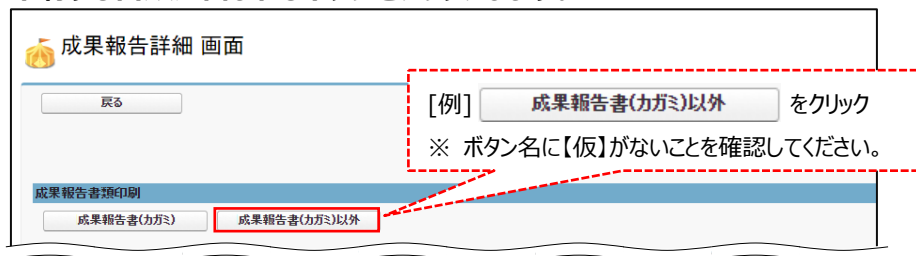 成果報告詳細 画面
戻る
[例] 成果報告書(カガミ)以外 をクリック
※ ボタン名に【仮】がないことを確認してください。
成果報告書類印刷
成果報告書(カガミ) 成果報告書(カガミ)以外